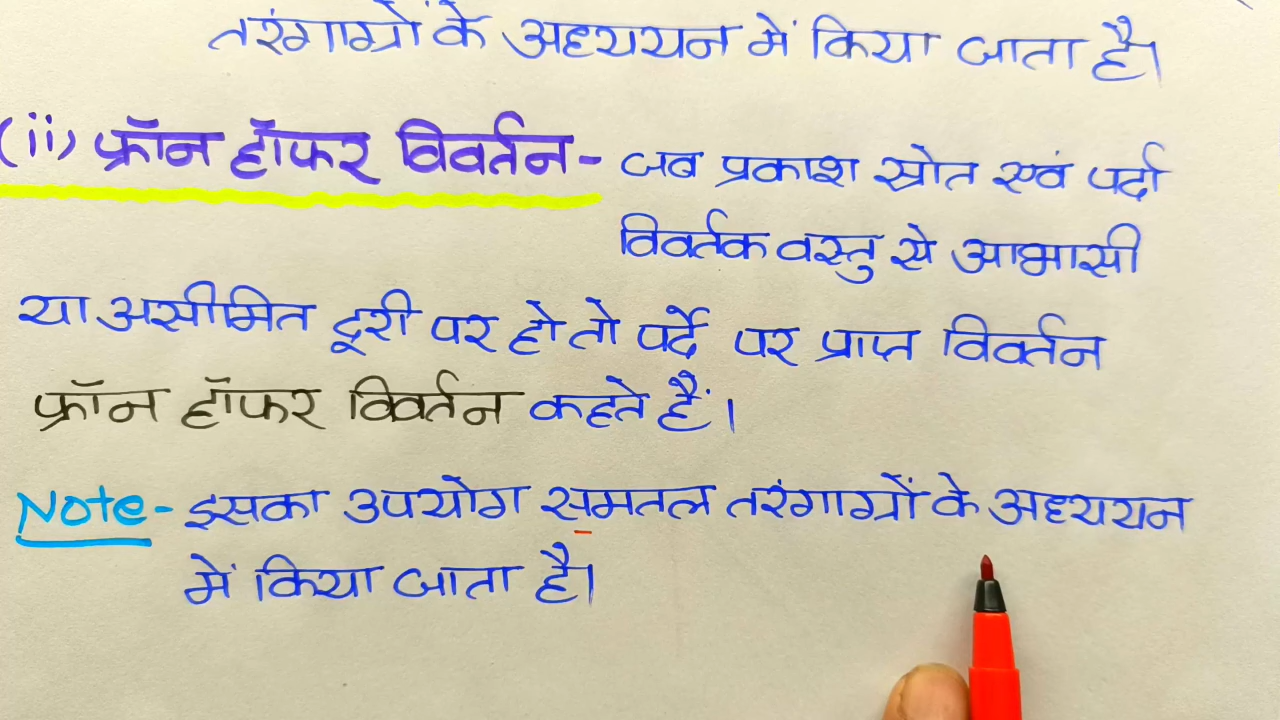 तरंगाग्रों के अध्ययन में किया जाता है।
(ii) फ्रॉन हॉफर विवर्तन - जब प्रकाश स्रोत एवं पर्दा
विवर्तक वस्तु से आभासी
या असीमित दूरी पर हो तो पर्दे पर प्राप्त विवर्तन
फ्रॉन हॉफर विवर्तन कहते हैं।
Note - इसका उपयोग समतल तरंगाग्रों के अध्ययन
में किया जाता है।